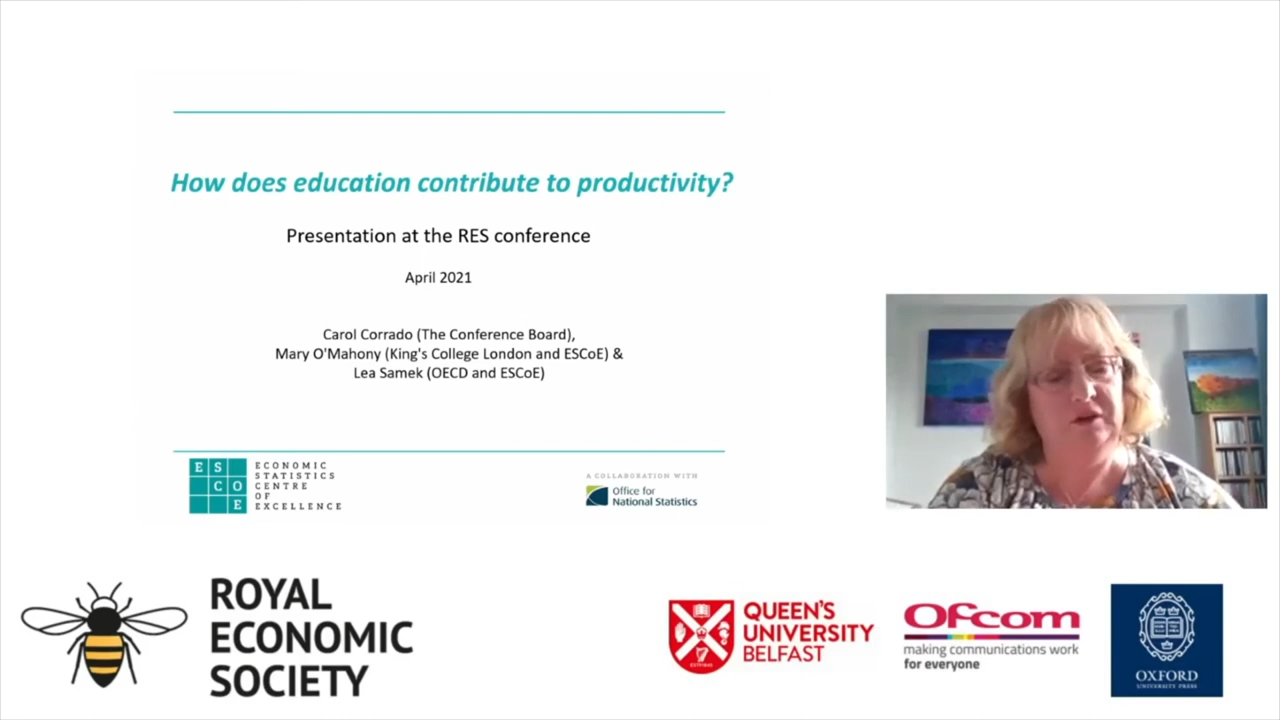 How does education contribute to productivity?
Presentation at the RES conference
April 2021
Carol Corrado (The Conference Board),
Mary O'Mahony (King's College London and ESCoE) &
Lea Samek (OECD and ESCoE)
E S
C O
E
ECONOMIC
STATISTICS
CENTRE
OF
EXCELLENCE
A COLLABORATION WITH
Office for
National Statistics
ROYAL
ECONOMIC
SOCIETY
QUEEN'S
UNIVERSITY
BELFAST
Ofcom
making communications work
for everyone
OXFORD
UNIVERSITY PRESS